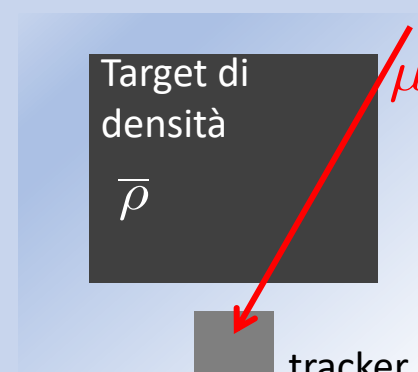 Target di
densità
μ
ρ̅
tracker